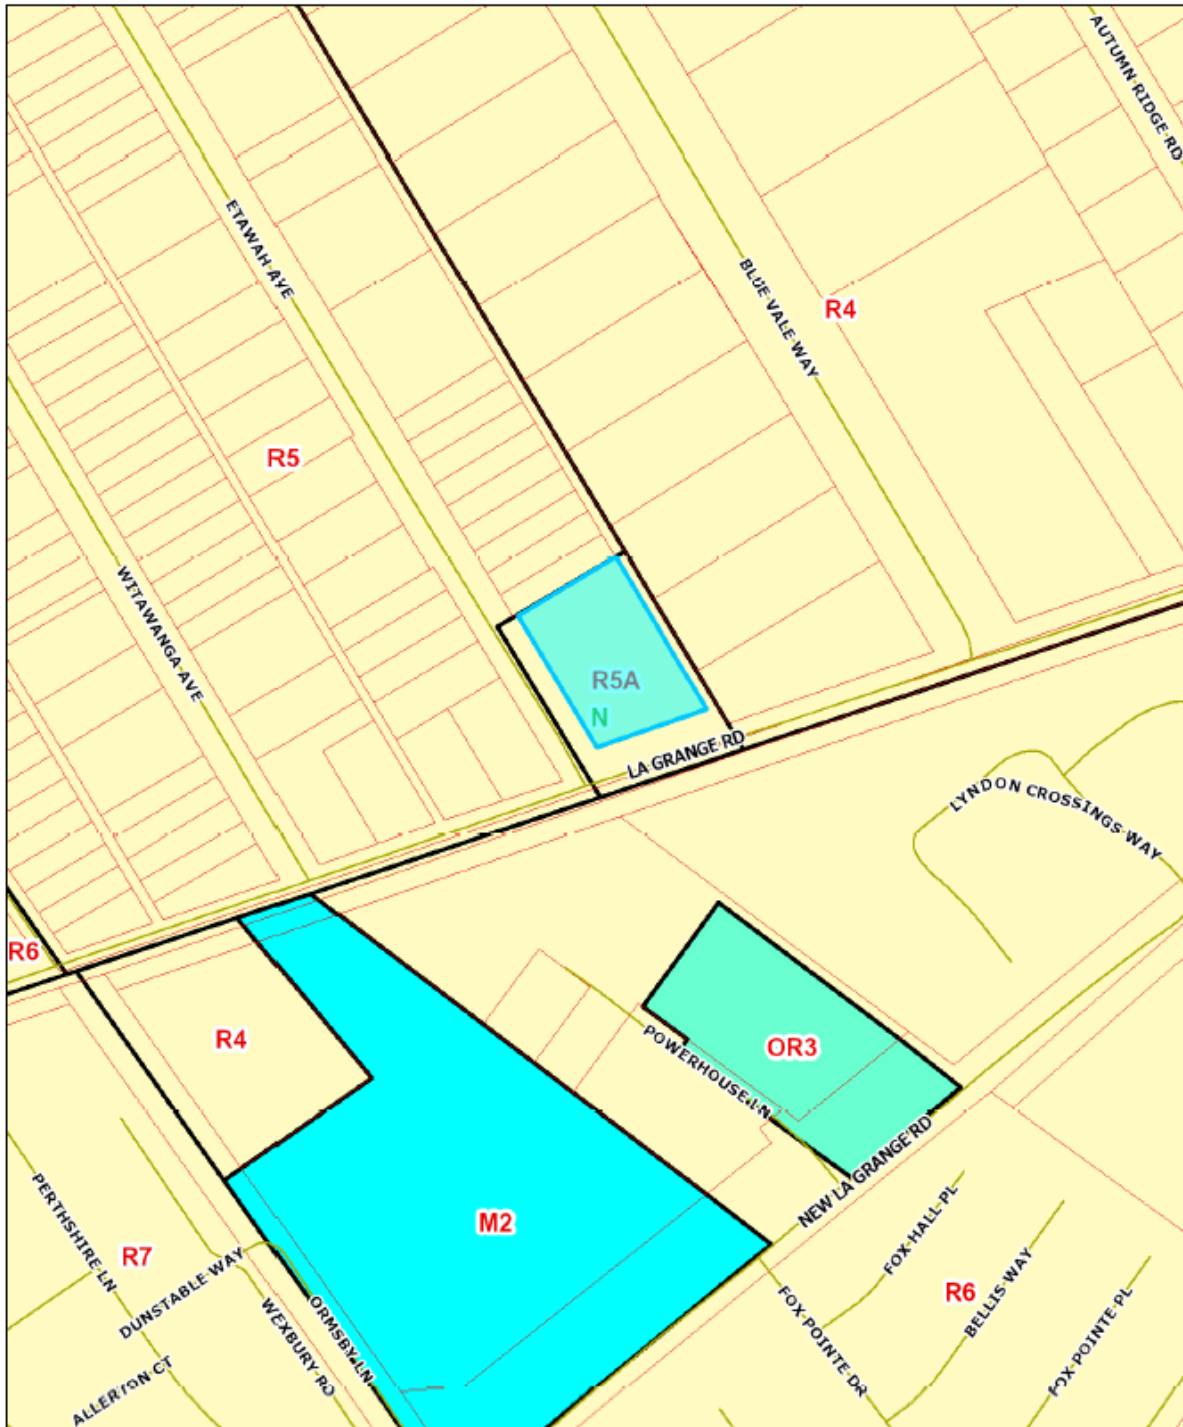 AUTUMN RIDGE RD
ETAWAH AVE
BLUE VALE WAY
R4
R5
WITAWANGA AVE
R5A
N
LA GRANGE RD
LYNDON CROSSINGS WAY
R6
R4
POWERHOUSE LN
OR3
NEW LA GRANGE RD
PERTHSHIRE LN
R7
DUNSTABLE WAY
M2
FOX HALL PL
R6
BELLIS WAY
WEXBURY RD
ORMSBY LN
FOX POINTE DR
FOX POINTE PL
ALLERTON CT